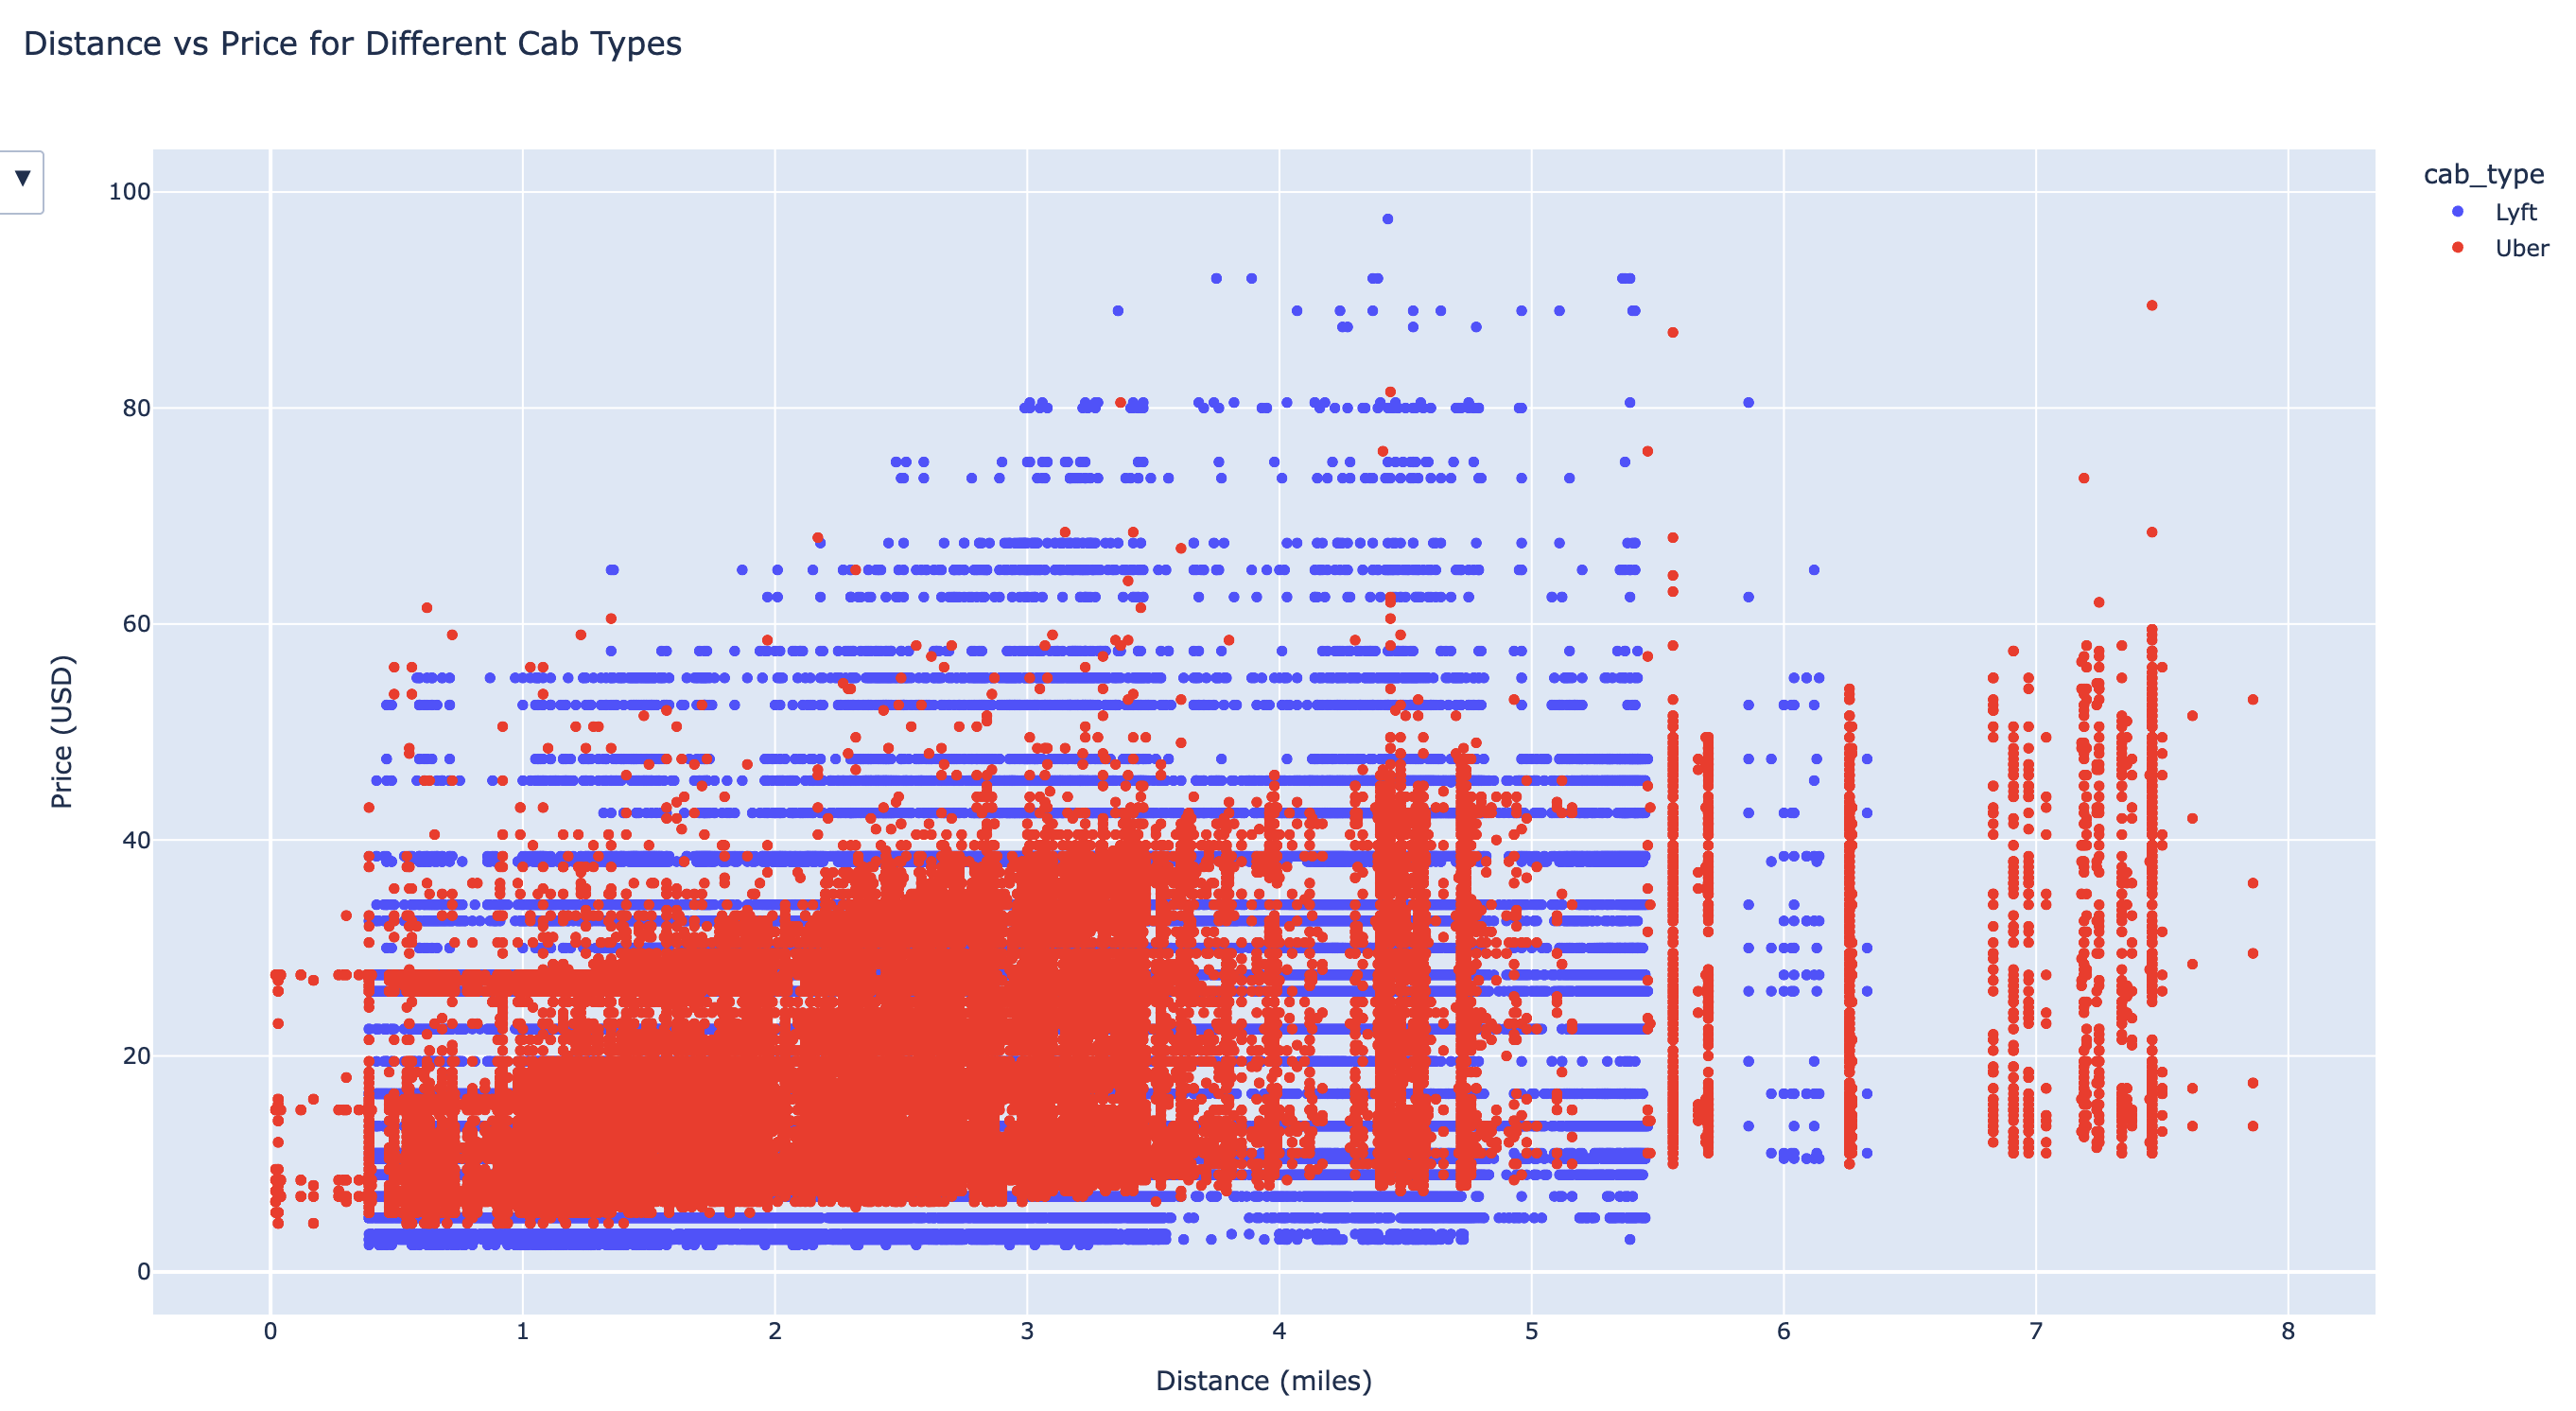 Distance vs Price for Different Cab Types
▼
cab_type
Lyft
Uber
100
80
60
40
20
0
Price (USD)
0 1 2 3 4 5 6 7 8
Distance (miles)